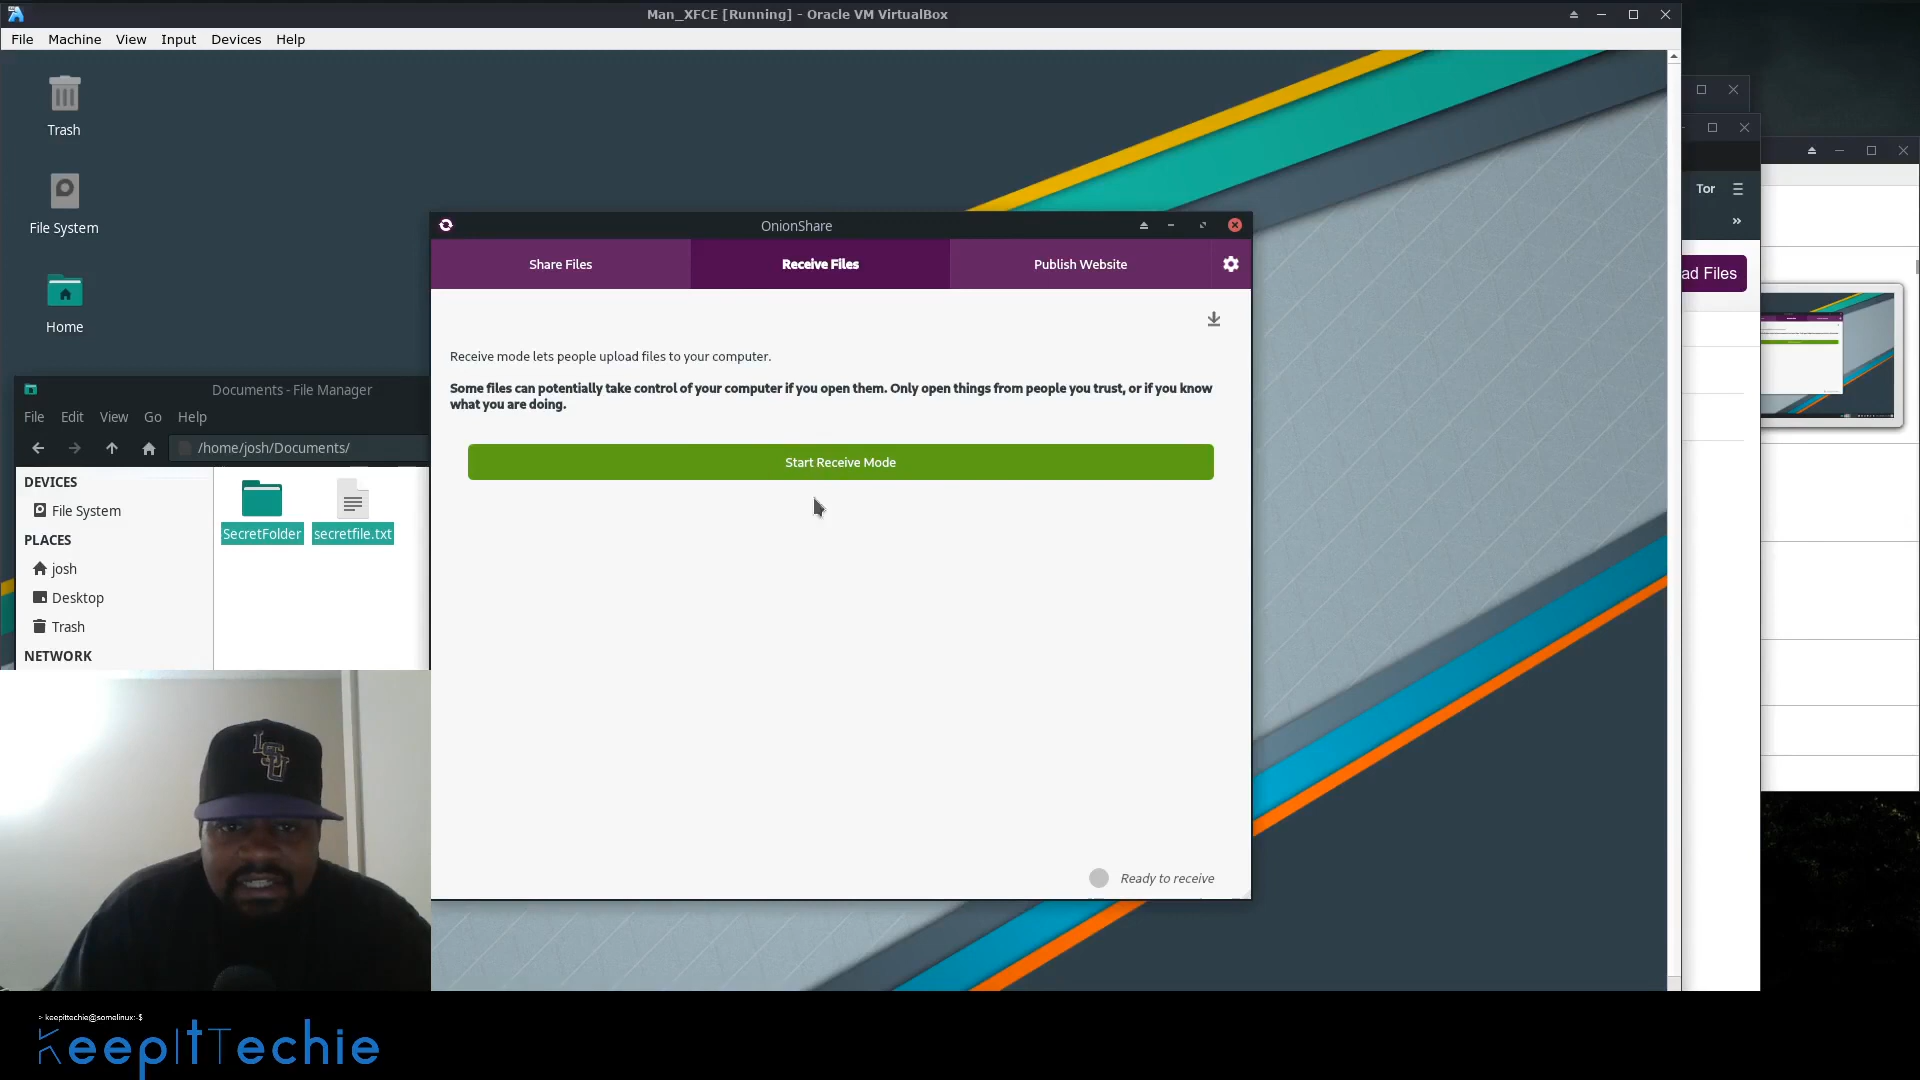 Man_XFCE [Running] - Oracle VM VirtualBox
File Machine View Input Devices Help
Trash
File System
Home
Tor
ad Files
OnionShare
Share Files
Receive Files
Publish Website
Receive mode lets people upload files to your computer.
Some files can potentially take control of your computer if you open them. Only open things from people you trust, or if you know
what you are doing.
Start Receive Mode
Ready to receive
Documents - File Manager
File Edit View Go Help
/home/josh/Documents/
DEVICES
File System
PLACES
josh
Desktop
Trash
NETWORK
SecretFolder
secretfile.txt
LSU
> keepittechie@somelinux:-$
KeepItTechie